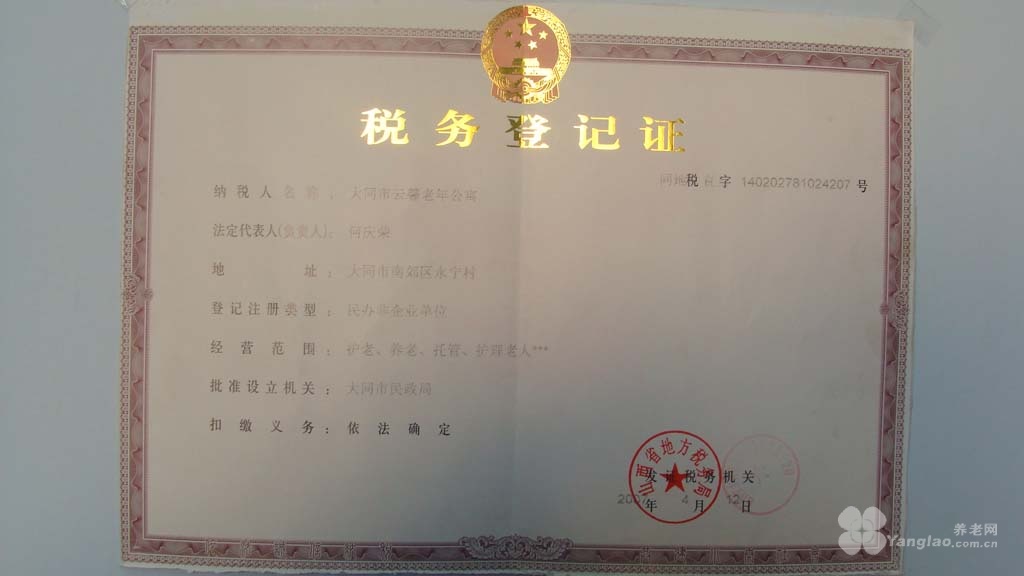 税务登记证
同地税 字 140202781024207 号
纳税人名称：大同市云馨老年公寓
法定代表人(负责人)：何庆荣
地 址：大同市南郊区永宁村
登记注册类型：民办非企业单位
经营范围：护老、养老、托管、护理老人***
批准设立机关：大同市民政局
扣缴义务：依法确定
山西省地方税务局
发证税务机关
2007年 4月 12日
养老网
Yanglao.com.cn